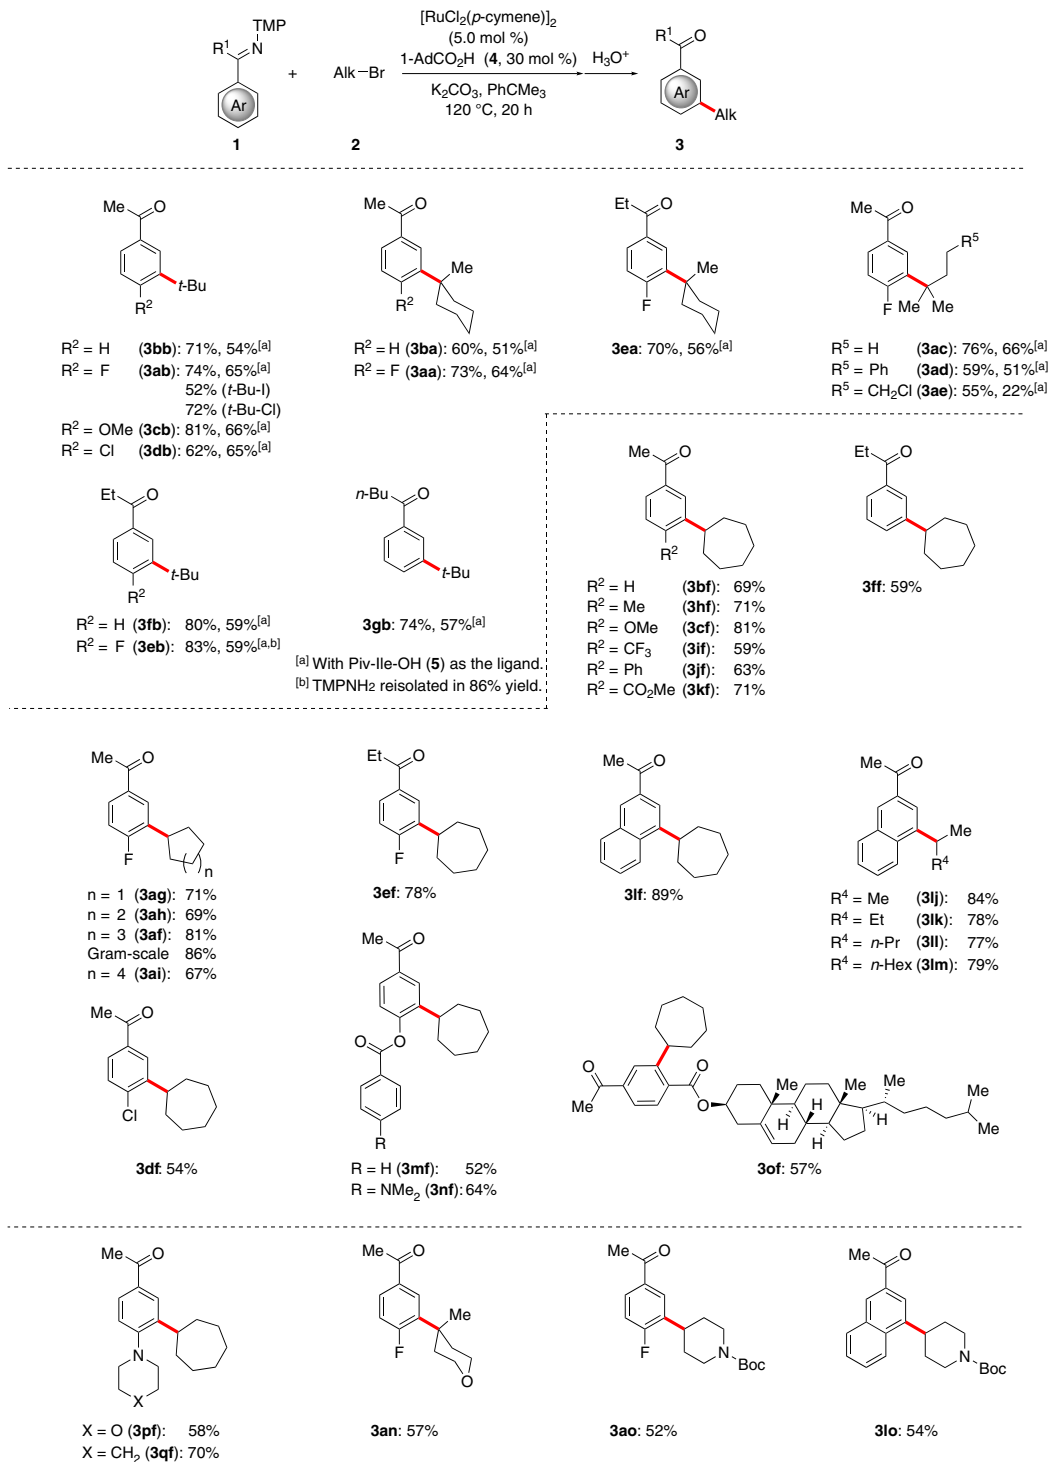 R1 N TMP
Ar
+
Alk–Br
[RuCl2(p-cymene)]2
(5.0 mol %)
1-AdCO2H (4, 30 mol %)
K2CO3, PhCMe3
120 °C, 20 h
H3O+
R1 O
Ar
Alk
1 2 3
Me O
t-Bu
R2
R2 = H (3bb): 71%, 54%[a]
R2 = F (3ab): 74%, 65%[a]
52% (t-Bu-I)
72% (t-Bu-Cl)
R2 = OMe (3cb): 81%, 66%[a]
R2 = Cl (3db): 62%, 65%[a]
Me O
Me
R2
R2 = H (3ba): 60%, 51%[a]
R2 = F (3aa): 73%, 64%[a]
Et O
Me
F
3ea: 70%, 56%[a]
Me O
R5
F Me Me
R5 = H (3ac): 76%, 66%[a]
R5 = Ph (3ad): 59%, 51%[a]
R5 = CH2Cl (3ae): 55%, 22%[a]
Et O
t-Bu
R2
R2 = H (3fb): 80%, 59%[a]
R2 = F (3eb): 83%, 59%[a,b]
n-Bu O
t-Bu
3gb: 74%, 57%[a]
[a] With Piv-Ile-OH (5) as the ligand.
[b] TMPNH2 reisolated in 86% yield.
Me O
R2
R2 = H (3bf): 69%
R2 = Me (3hf): 71%
R2 = OMe (3cf): 81%
R2 = CF3 (3if): 59%
R2 = Ph (3jf): 63%
R2 = CO2Me (3kf): 71%
Et O
3ff: 59%
Me O
F
n
n = 1 (3ag): 71%
n = 2 (3ah): 69%
n = 3 (3af): 81%
Gram-scale 86%
n = 4 (3ai): 67%
Et O
F
3ef: 78%
Me O
3lf: 89%
Me O
Me
R4
R4 = Me (3lj): 84%
R4 = Et (3lk): 78%
R4 = n-Pr (3ll): 77%
R4 = n-Hex (3lm): 79%
Me O
Cl
3df: 54%
Me O
O
O
R
R = H (3mf): 52%
R = NMe2 (3nf): 64%
O
Me
O
O
Me
H
H
Me
H
Me
H
Me
Me
3of: 57%
Me O
N
X
X = O (3pf): 58%
X = CH2 (3qf): 70%
Me O
Me
F
O
3an: 57%
Me O
F
N
Boc
3ao: 52%
Me O
N
Boc
3lo: 54%